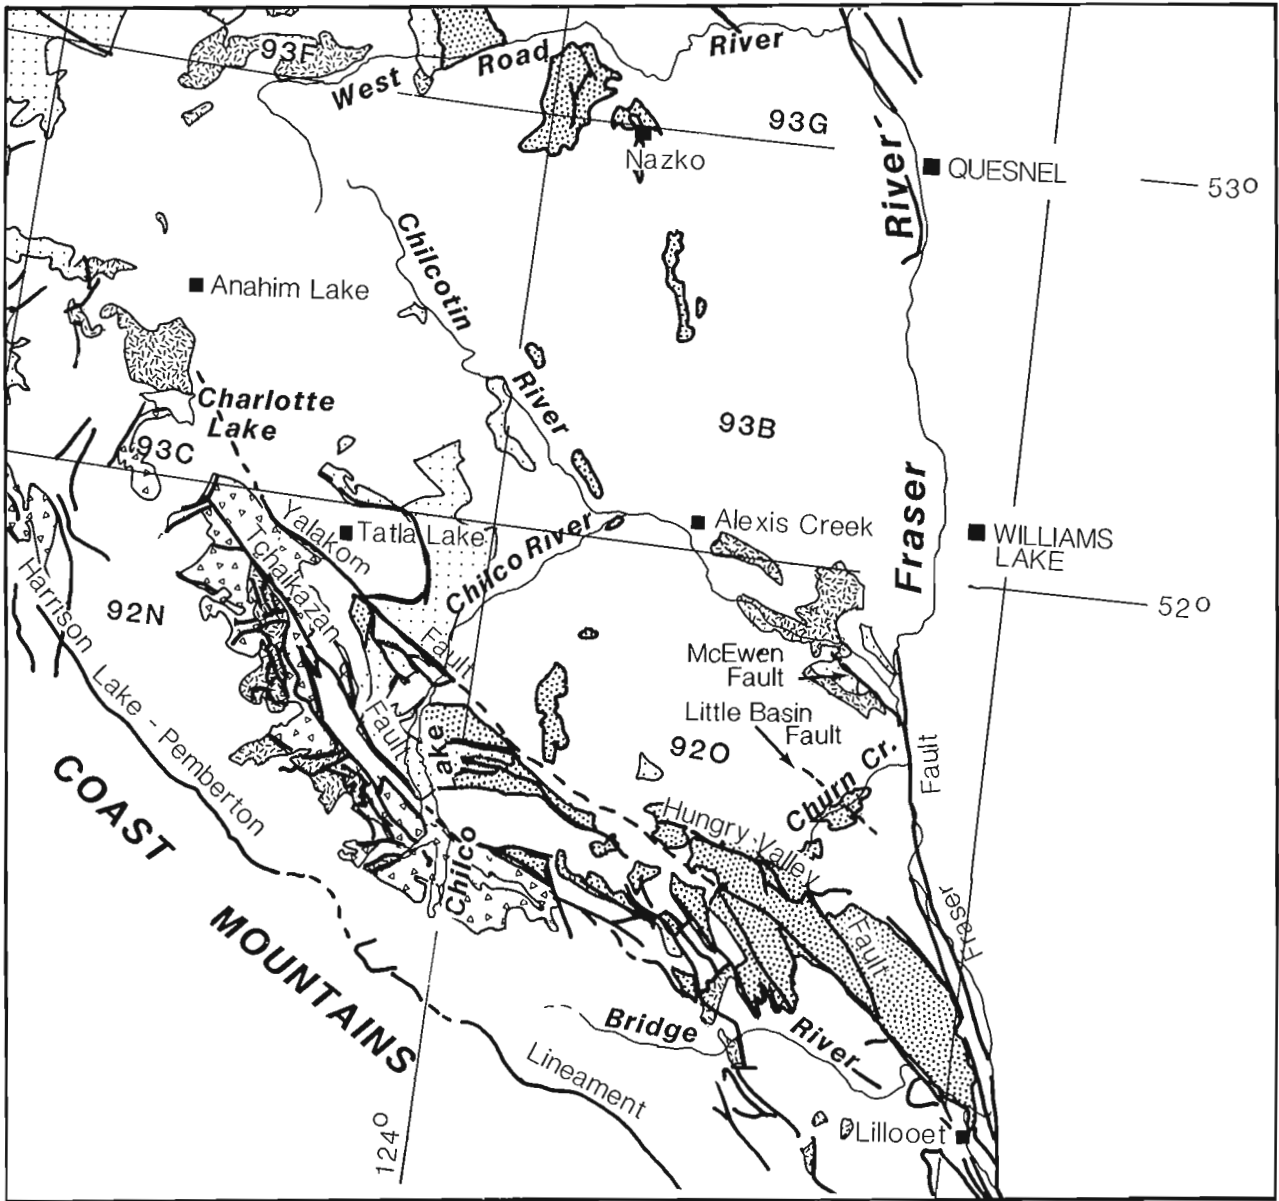 93F
West Road River
93G
Nazko
River
QUESNEL
53°
Chilcotin
Anahim Lake
River
Charlotte
Lake
93C
93B
Yalakom
Tatla Lake
Chilco River
Alexis Creek
Fraser
WILLIAMS
LAKE
52°
Tchaikazan
Harrison Lake - Pemberton
92N
Fault
McEwen
Fault
Little Basin
Fault
Fault
ake
92O
Churn Cr.
Fault
COAST
MOUNTAINS
Hungry Valley
Chilco
Fault
Fraser
Bridge River
Lineament
124°
Lillooet